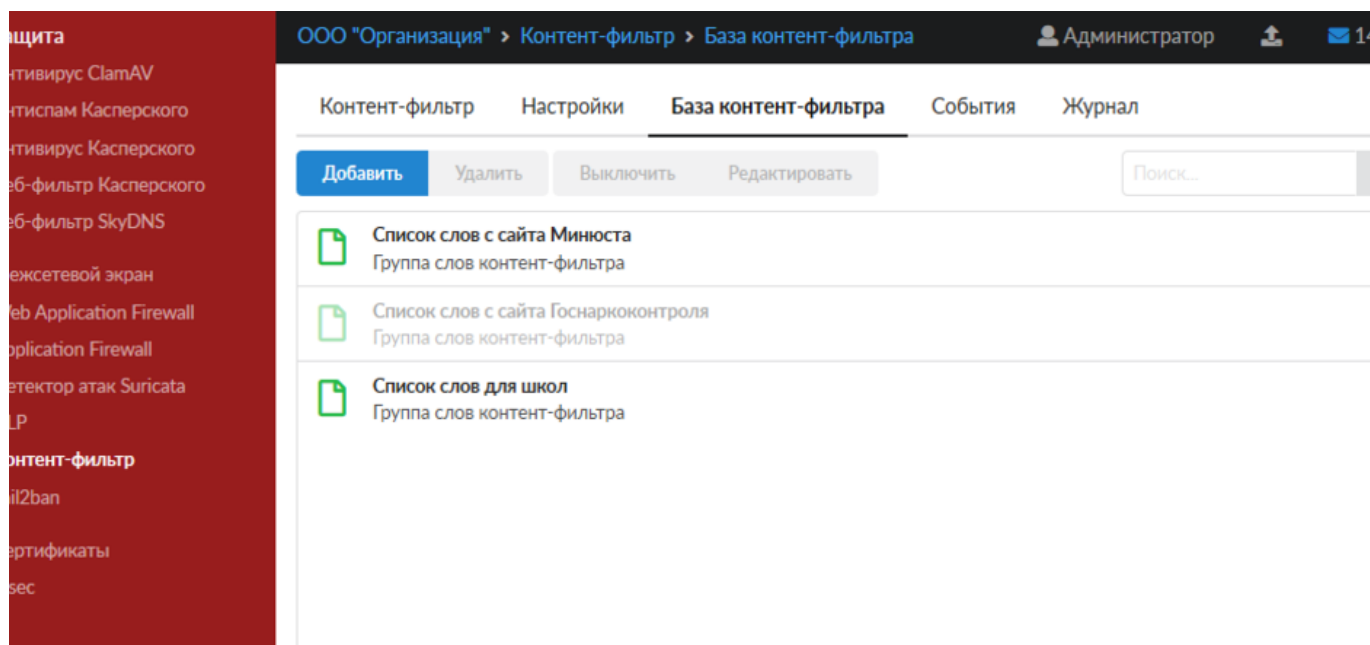 ащита
нтивирус ClamAV
нтиспам Касперского
нтивирус Касперского
еб-фильтр Касперского
еб-фильтр SkyDNS
ежсетевой экран
eb Application Firewall
pplication Firewall
етектор атак Suricata
LP
онтент-фильтр
il2ban
ертификаты
sec
ООО "Организация" > Контент-фильтр > База контент-фильтра
Администратор
14
Контент-фильтр Настройки База контент-фильтра События Журнал
Добавить Удалить Выключить Редактировать Поиск...
Список слов с сайта Минюста
Группа слов контент-фильтра
Список слов с сайта Госнаркоконтроля
Группа слов контент-фильтра
Список слов для школ
Группа слов контент-фильтра